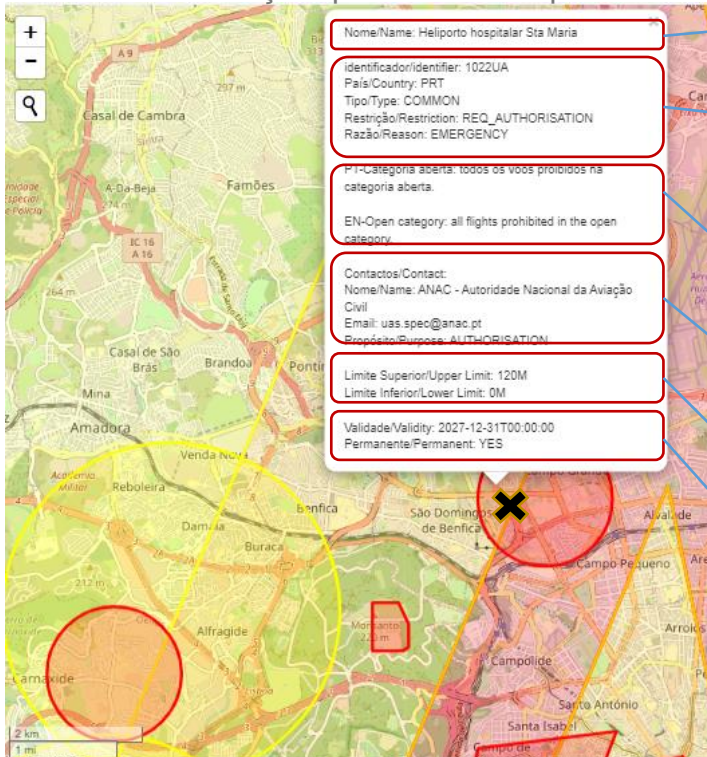 +
−
Nome/Name: Heliporto hospitalar Sta Maria
identificador/identifier: 1022UA
País/Country: PRT
Tipo/Type: COMMON
Restrição/Restriction: REQ_AUTHORISATION
Razão/Reason: EMERGENCY
PT-Categoria aberta: todos os voos proibidos na
categoria aberta.
EN-Open category: all flights prohibited in the open
category.
Contactos/Contact:
Nome/Name: ANAC - Autoridade Nacional da Aviação
Civil
Email: uas.spec@anac.pt
Propósito/Purpose: AUTHORISATION
Limite Superior/Upper Limit: 120M
Limite Inferior/Lower Limit: 0M
Validade/Validity: 2027-12-31T00:00:00
Permanente/Permanent: YES
A 9
297 m
Casal de Cambra
Sintra
A-Da-Beja
274 m
Famões
IC 16
A 16
264 m
Casal de São
Brás
Brandoa
Mina
Amadora
Venda Nova
Academia
Militar
Reboleira
Benfica
Damaia
Buraca
São Domingos
de Benfica
Campo Grande
Alvalade
Campo Pequeno
212 m
Alfragide
Monsanto
220 m
Carnaxide
Campolide
Arroios
Santo António
Santa Isabel
Campo de
2 km
1 mi